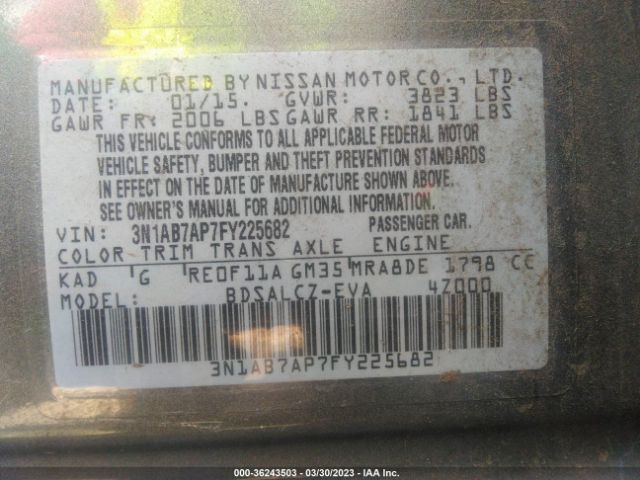 MANUFACTURED BY NISSAN MOTOR CO., LTD.
DATE: 01/15. GVWR: 3823 LBS
GAWR FR: 2006 LBS GAWR RR: 1841 LBS
THIS VEHICLE CONFORMS TO ALL APPLICABLE FEDERAL MOTOR
VEHICLE SAFETY, BUMPER AND THEFT PREVENTION STANDARDS
IN EFFECT ON THE DATE OF MANUFACTURE SHOWN ABOVE.
SEE OWNER'S MANUAL FOR ADDITIONAL INFORMATION.
VIN: 3N1AB7AP7FY225682 PASSENGER CAR.
COLOR TRIM TRANS AXLE ENGINE
KAD G RE0F11A GM35 MRA8DE 1798 CC
MODEL: BDSALCZ-EVA 4Z000
3N1AB7AP7FY225682
000-36243503 - 03/30/2023 - IAA Inc.